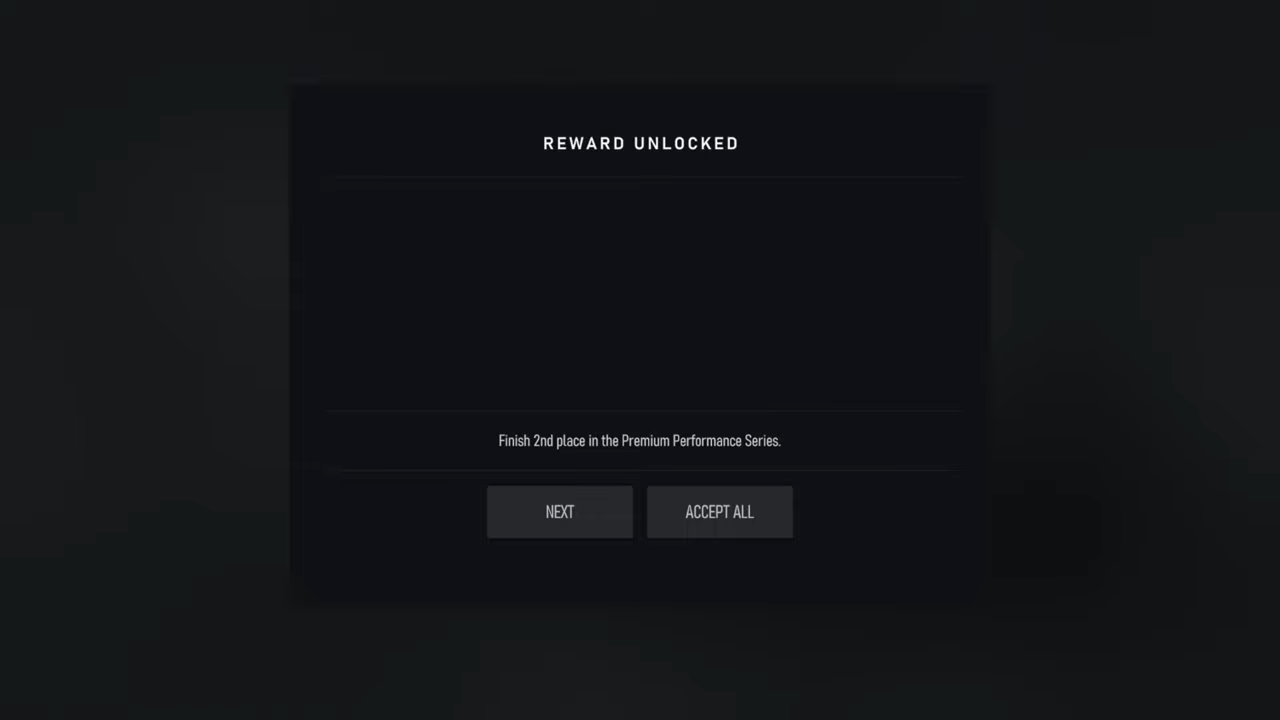 REWARD UNLOCKED
Finish 2nd place in the Premium Performance Series.
NEXT
ACCEPT ALL